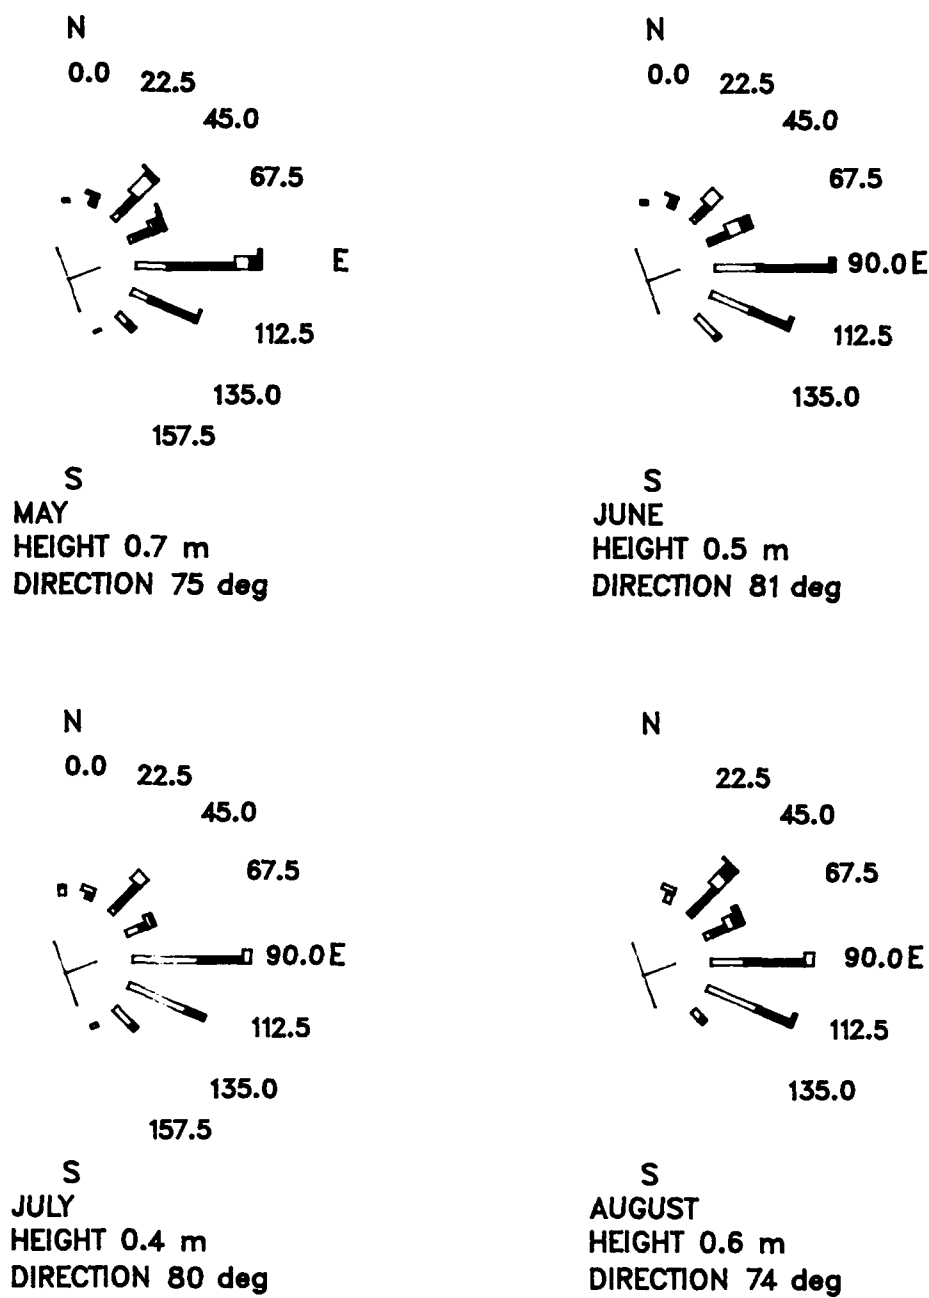 N
0.0
22.5
45.0
67.5
E
112.5
135.0
157.5
S
MAY
HEIGHT 0.7 m
DIRECTION 75 deg
N
0.0
22.5
45.0
67.5
90.0 E
112.5
135.0
S
JUNE
HEIGHT 0.5 m
DIRECTION 81 deg
N
0.0
22.5
45.0
67.5
90.0 E
112.5
135.0
157.5
S
JULY
HEIGHT 0.4 m
DIRECTION 80 deg
N
22.5
45.0
67.5
90.0 E
112.5
135.0
S
AUGUST
HEIGHT 0.6 m
DIRECTION 74 deg